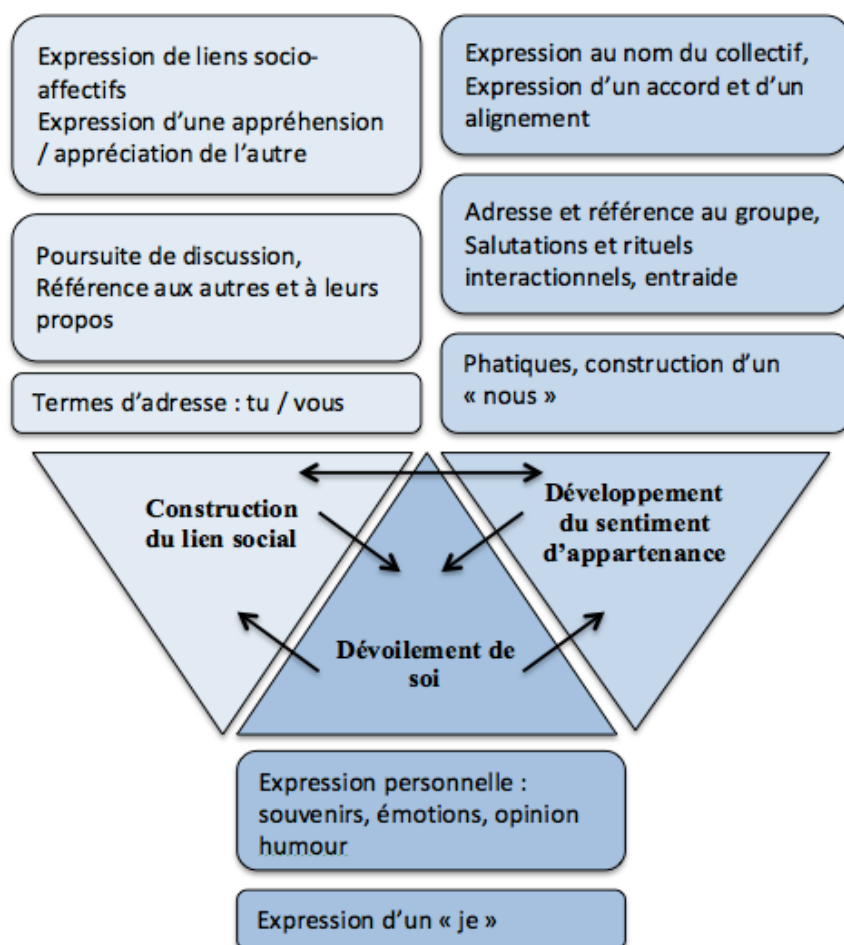 Expression de liens socio-
affectifs
Expression d'une appréhension
/ appréciation de l'autre
Poursuite de discussion,
Référence aux autres et à leurs
propos
Termes d'adresse : tu / vous
Expression au nom du collectif,
Expression d'un accord et d'un
alignement
Adresse et référence au groupe,
Salutations et rituels
interactionnels, entraide
Phatiques, construction d'un
« nous »
Construction
du lien social
Développement
du sentiment
d'appartenance
Dévoilement de
soi
Expression personnelle :
souvenirs, émotions, opinion
humour
Expression d'un « je »